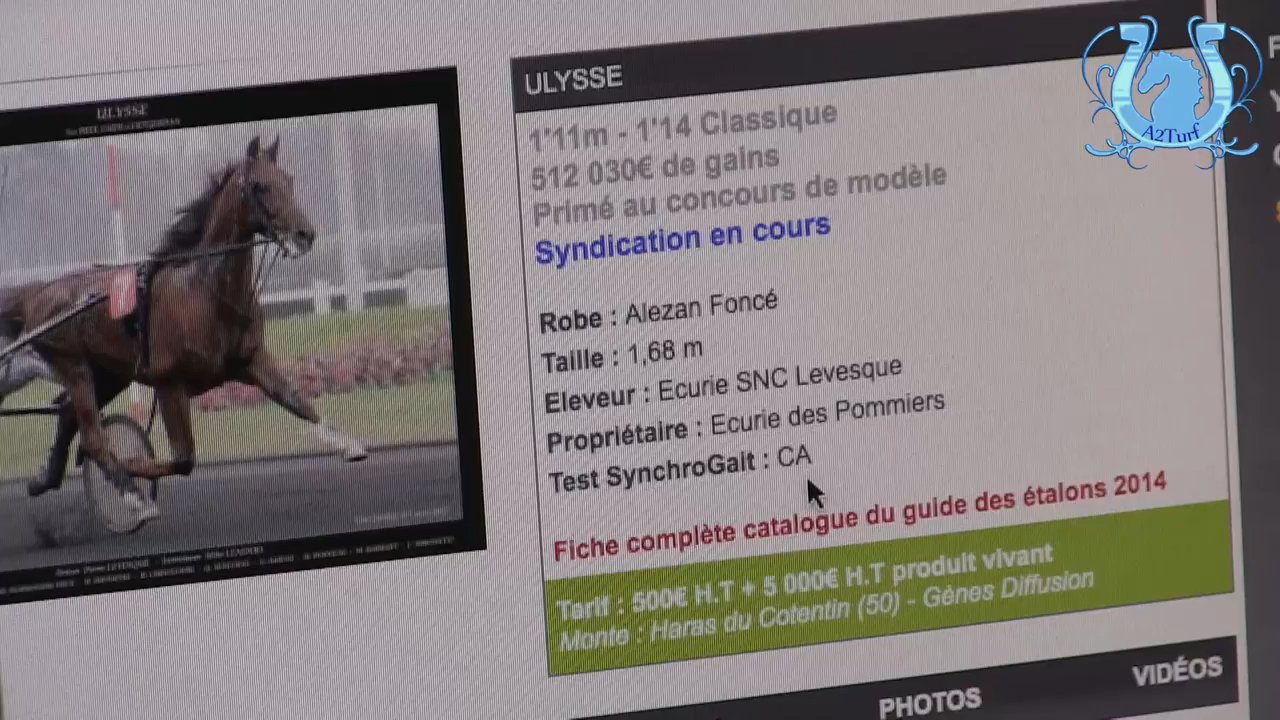 ULYSSE
ULYSSE
1'11m - 1'14 Classique
512 030€ de gains
Primé au concours de modèle
Syndication en cours
Robe : Alezan Foncé
Taille : 1,68 m
Eleveur : Ecurie SNC Levesque
Propriétaire : Ecurie des Pommiers
Test SynchroGait : CA
Fiche complète catalogue du guide des étalons 2014
Tarif : 500€ H.T + 5 000€ H.T produit vivant
Monte : Haras du Cotentin (50) - Gènes Diffusion
PHOTOS
VIDÉOS
A2Turf